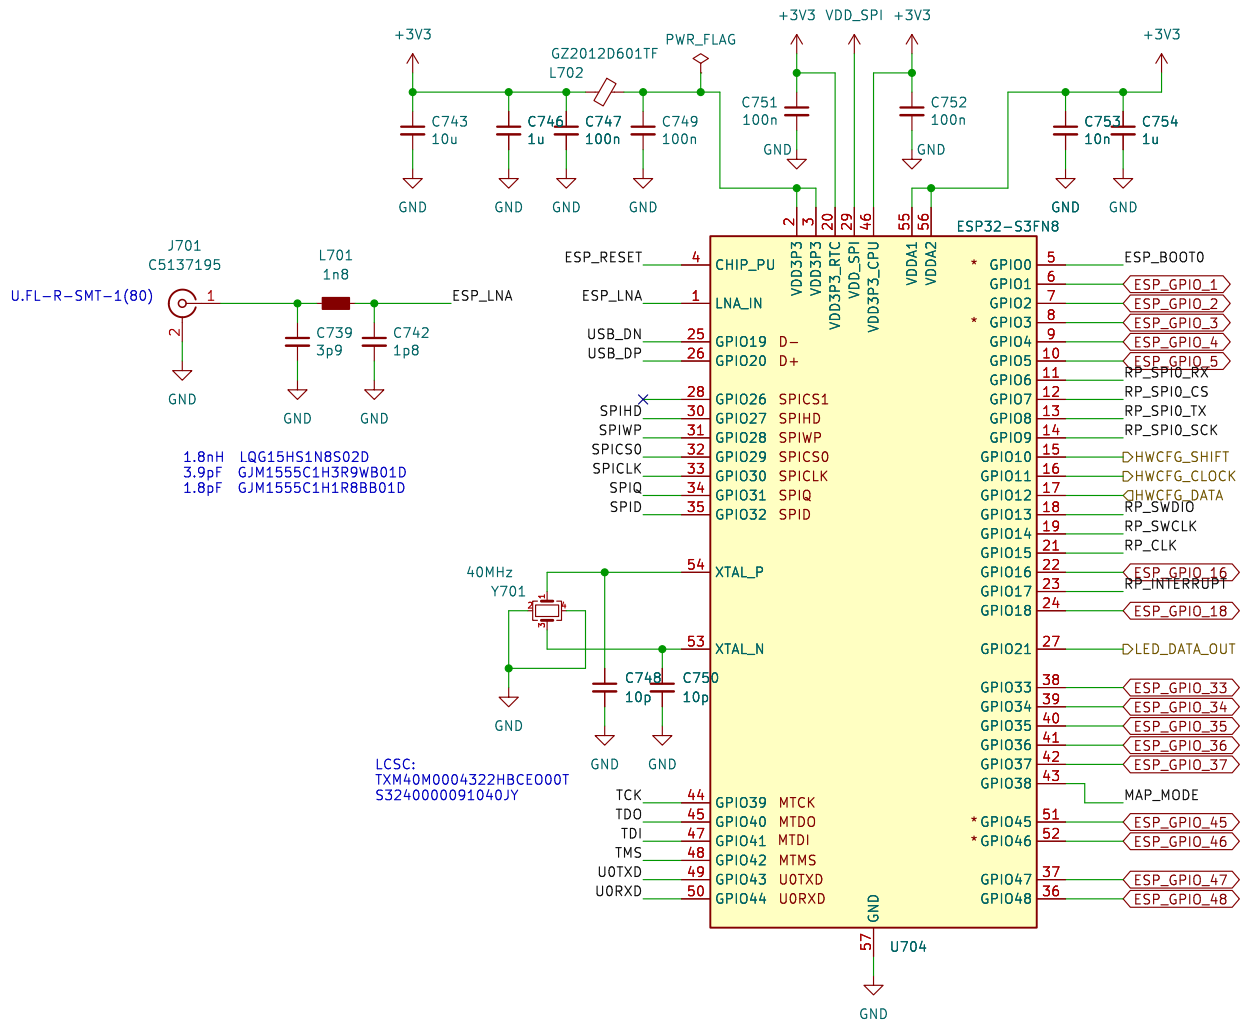 +3V3 VDD_SPI +3V3
+3V3
PWR_FLAG
+3V3
GZ2012D601TF
L702
C743
10u
C746
1u
C747
100n
C749
100n
C751
100n
C752
100n
C753
10n
C754
1u
GND
GND
GND
GND
GND
GND
GND
GND
2
3
20
29
46
55
56
VDD3P3
VDD3P3
VDD3P3_RTC
VDD_SPI
VDD3P3_CPU
VDDA1
VDDA2
ESP32-S3FN8
J701
C5137195
U.FL-R-SMT-1(80)
1
2
GND
L701
1n8
ESP_LNA
C739
3p9
C742
1p8
GND
GND
1.8nH LQG15HS1N8S02D
3.9pF GJM1555C1H3R9WB01D
1.8pF GJM1555C1H1R8BB01D
ESP_RESET 4 CHIP_PU
ESP_LNA 1 LNA_IN
USB_DN 25 GPIO19 D-
USB_DP 26 GPIO20 D+
28 GPIO26 SPICS1
SPIHD 30 GPIO27 SPIHD
SPIWP 31 GPIO28 SPIWP
SPICS0 32 GPIO29 SPICS0
SPICLK 33 GPIO30 SPICLK
SPIQ 34 GPIO31 SPIQ
SPID 35 GPIO32 SPID
54 XTAL_P
53 XTAL_N
40MHz
Y701
1
2
4
3
GND
C748
10p
C750
10p
GND
GND
LCSC:
TXM40M0004322HBCEO00T
S3240000091040JY
TCK 44 GPIO39 MTCK
TDO 45 GPIO40 MTDO
TDI 47 GPIO41 MTDI
TMS 48 GPIO42 MTMS
U0TXD 49 GPIO43 U0TXD
U0RXD 50 GPIO44 U0RXD
* GPIO0 5 ESP_BOOT0
GPIO1 6 ESP_GPIO_1
GPIO2 7 ESP_GPIO_2
* GPIO3 8 ESP_GPIO_3
GPIO4 9 ESP_GPIO_4
GPIO5 10 ESP_GPIO_5
GPIO6 11 RP_SPI0_RX
GPIO7 12 RP_SPI0_CS
GPIO8 13 RP_SPI0_TX
GPIO9 14 RP_SPI0_SCK
GPIO10 15 HWCFG_SHIFT
GPIO11 16 HWCFG_CLOCK
GPIO12 17 HWCFG_DATA
GPIO13 18 RP_SWDIO
GPIO14 19 RP_SWCLK
GPIO15 21 RP_CLK
GPIO16 22 ESP_GPIO_16
GPIO17 23 RP_INTERRUPT
GPIO18 24 ESP_GPIO_18
GPIO21 27 LED_DATA_OUT
GPIO33 38 ESP_GPIO_33
GPIO34 39 ESP_GPIO_34
GPIO35 40 ESP_GPIO_35
GPIO36 41 ESP_GPIO_36
GPIO37 42 ESP_GPIO_37
GPIO38 43 MAP_MODE
* GPIO45 51 ESP_GPIO_45
* GPIO46 52 ESP_GPIO_46
GPIO47 37 ESP_GPIO_47
GPIO48 36 ESP_GPIO_48
GND
57
U704
GND